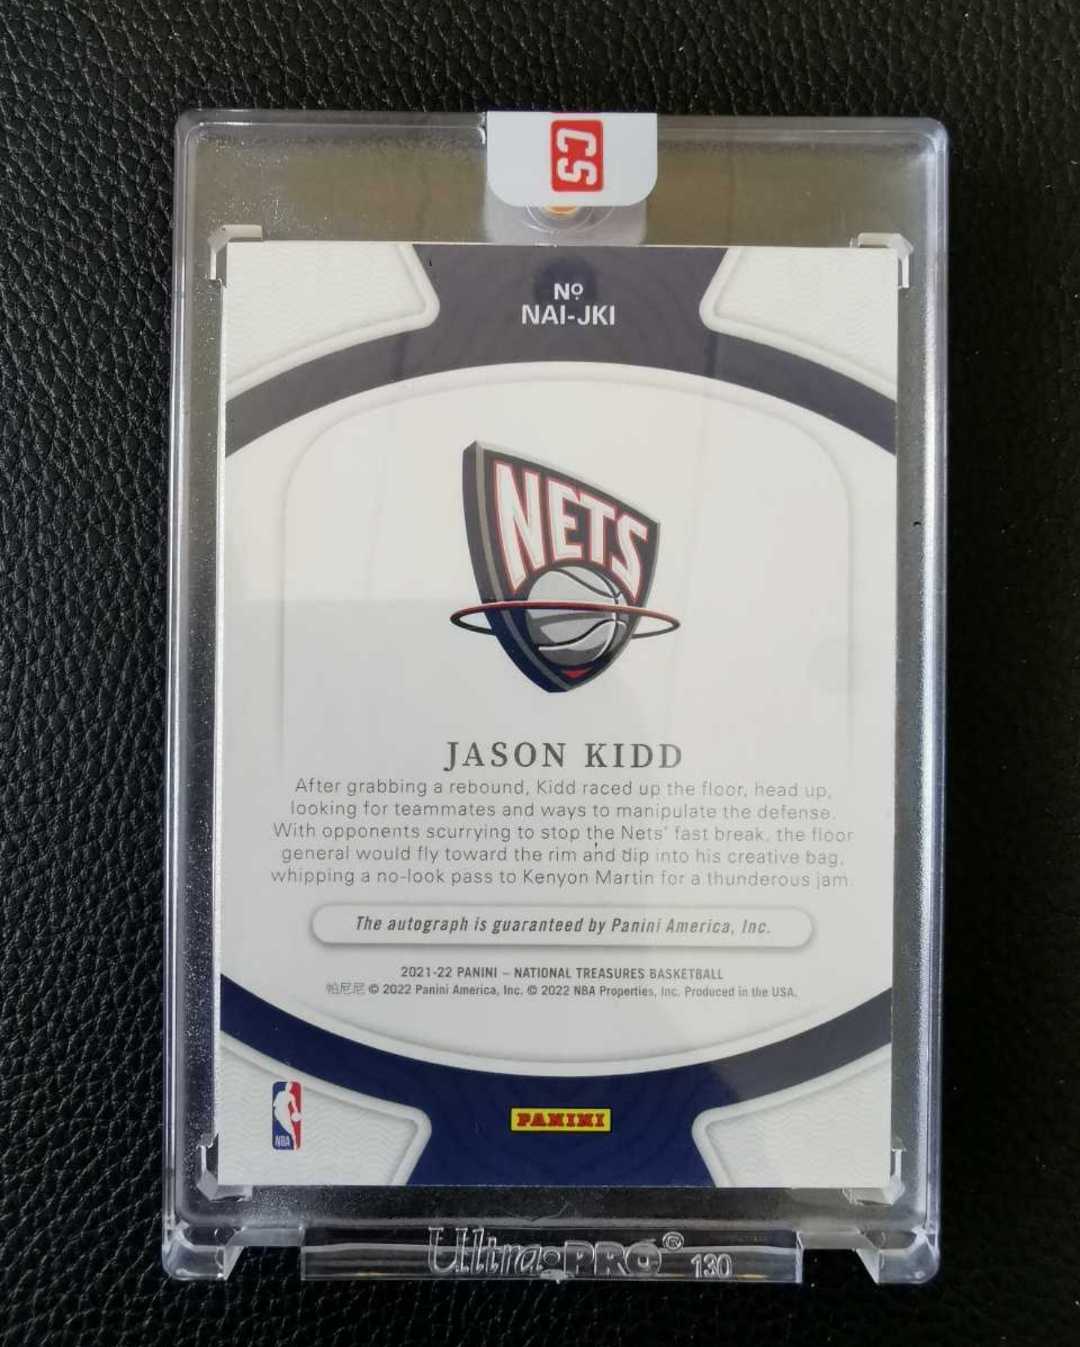 CS
Nº
NAI-JKI
NETS
JASON KIDD
After grabbing a rebound, Kidd raced up the floor, head up,
looking for teammates and ways to manipulate the defense.
With opponents scurrying to stop the Nets' fast break, the floor
general would fly toward the rim and dip into his creative bag,
whipping a no-look pass to Kenyon Martin for a thunderous jam.
The autograph is guaranteed by Panini America, Inc.
2021-22 PANINI – NATIONAL TREASURES BASKETBALL
帕尼尼 © 2022 Panini America, Inc. © 2022 NBA Properties, Inc. Produced in the USA.
NBA
PANINI
Ultra·PRO® 130